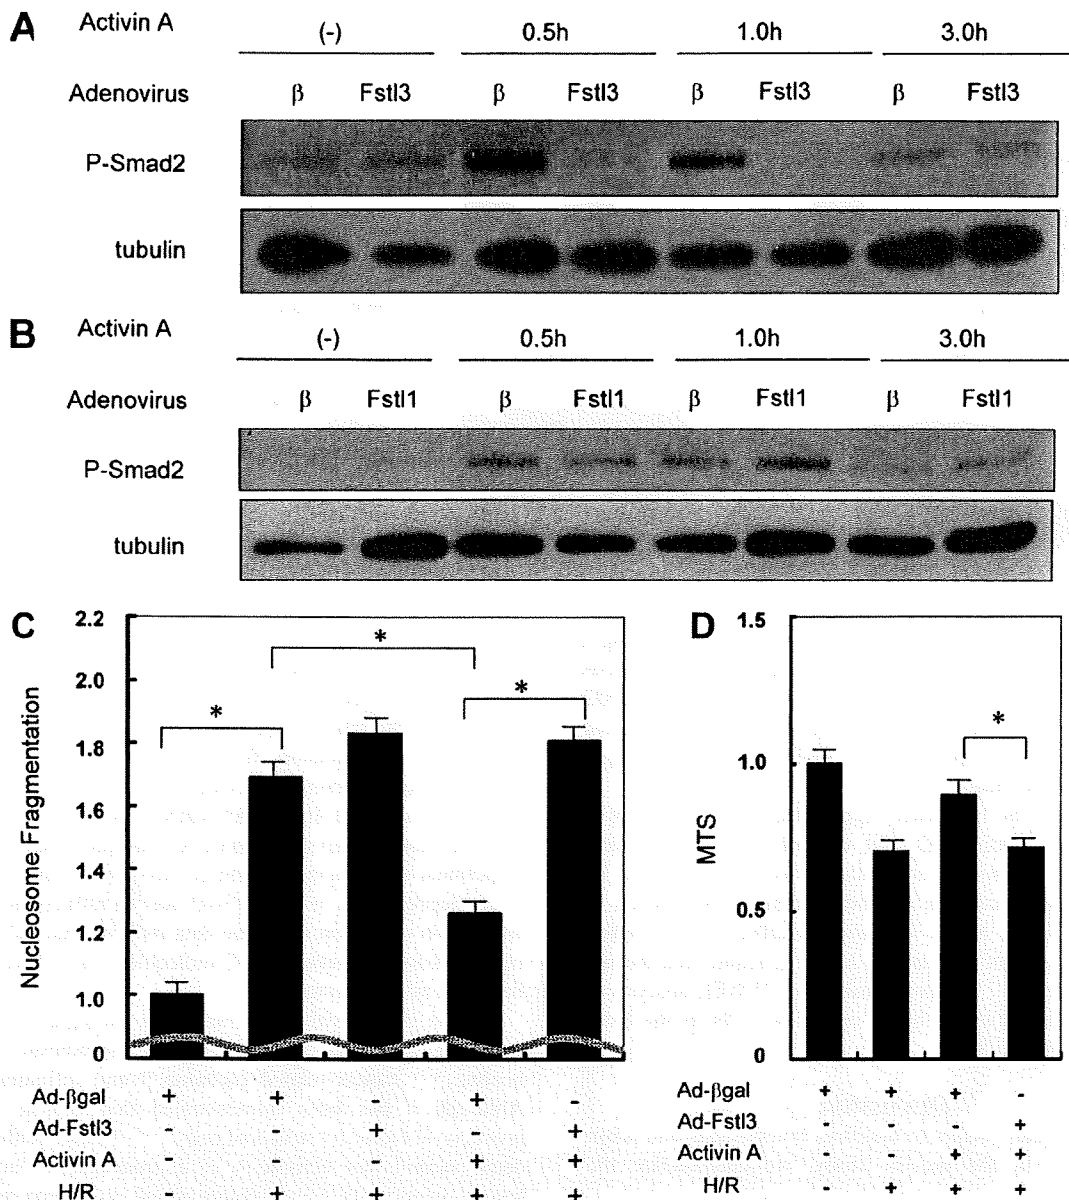 A Activin A (-) 0.5h 1.0h 3.0h
Adenovirus β Fstl3 β Fstl3 β Fstl3 β Fstl3
P-Smad2
tubulin
B Activin A (-) 0.5h 1.0h 3.0h
Adenovirus β Fstl1 β Fstl1 β Fstl1 β Fstl1
P-Smad2
tubulin
C
Nucleosome Fragmentation
2.2
2.0
1.8
1.6
1.4
1.2
1.0
0
* * *
Ad-βgal + + - + -
Ad-Fstl3 - - + - +
Activin A - - - + +
H/R - + + + +
D
MTS
1.5
1.0
0.5
0
*
Ad-βgal + + + -
Ad-Fstl3 - - - +
Activin A - - + +
H/R - + + +